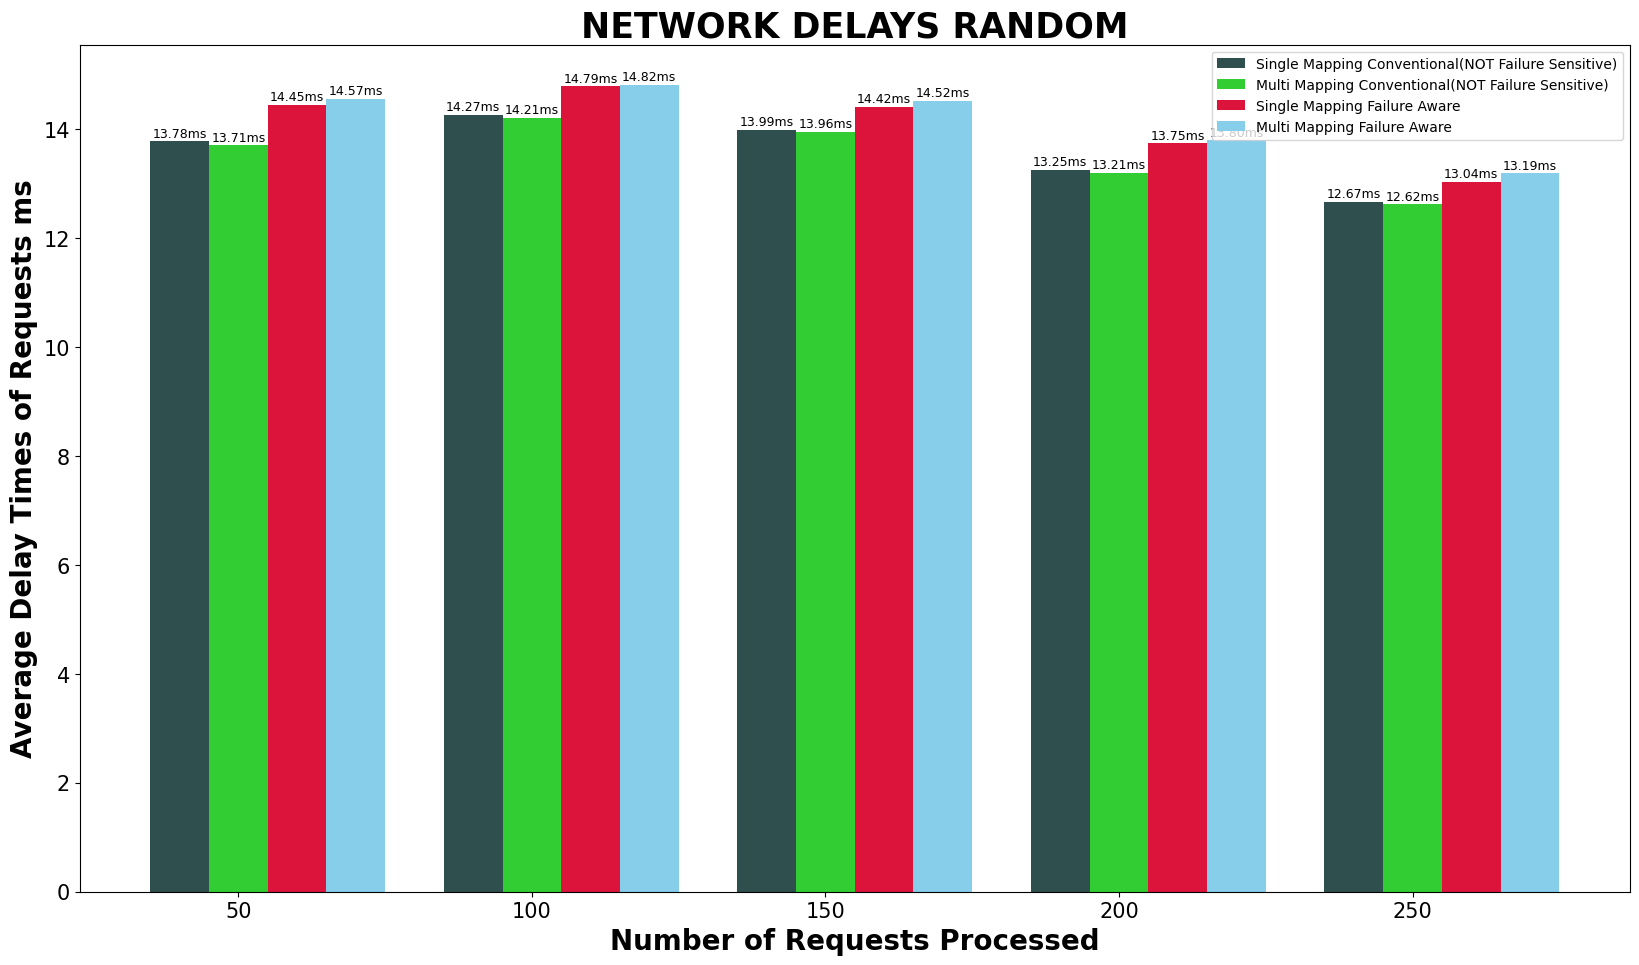 NETWORK DELAYS RANDOM
Single Mapping Conventional(NOT Failure Sensitive)
Multi Mapping Conventional(NOT Failure Sensitive)
Single Mapping Failure Aware
Multi Mapping Failure Aware
13.78ms
13.71ms
14.45ms
14.57ms
14.27ms
14.21ms
14.79ms
14.82ms
13.99ms
13.96ms
14.42ms
14.52ms
13.25ms
13.21ms
13.75ms
13.80ms
12.67ms
12.62ms
13.04ms
13.19ms
Average Delay Times of Requests ms
14
12
10
8
6
4
2
0
50
100
150
200
250
Number of Requests Processed